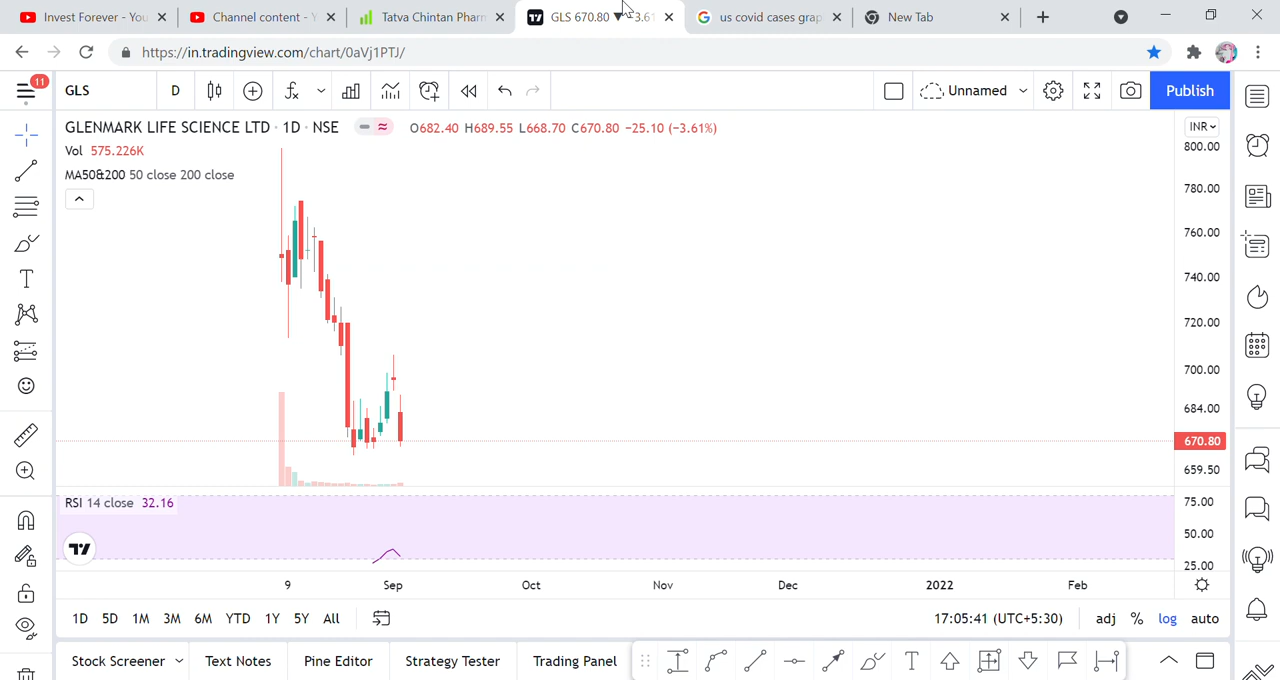 Invest Forever - You
Channel content - Y
Tatva Chintan Pharm
GLS 670.80 ▼ −3.61
us covid cases grap
New Tab
https://in.tradingview.com/chart/0aVj1PTJ/
11
GLS
D
Unnamed
Publish
GLENMARK LIFE SCIENCE LTD · 1D · NSE
O682.40 H689.55 L668.70 C670.80 −25.10 (−3.61%)
INR
Vol 575.226K
MA50&200 50 close 200 close
800.00
780.00
760.00
740.00
720.00
700.00
684.00
670.80
659.50
RSI 14 close 32.16
75.00
50.00
25.00
9
Sep
Oct
Nov
Dec
2022
Feb
1D 5D 1M 3M 6M YTD 1Y 5Y All
17:05:41 (UTC+5:30)
adj % log auto
Stock Screener
Text Notes
Pine Editor
Strategy Tester
Trading Panel